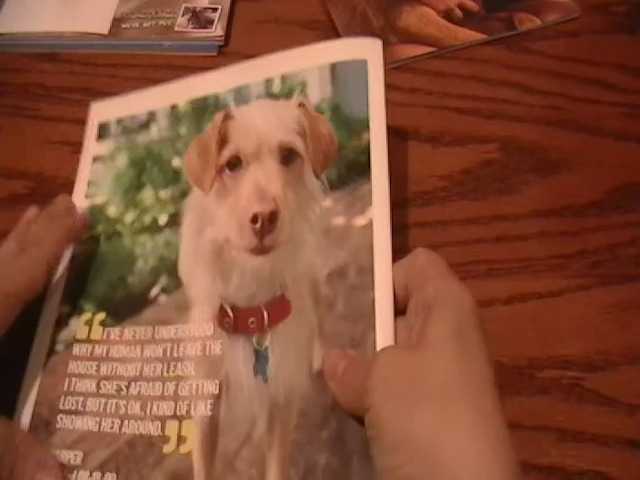 “I'VE NEVER UNDERSTOOD
WHY MY HUMAN WON'T LEAVE THE
HOUSE WITHOUT HER LEASH.
I THINK SHE'S AFRAID OF GETTING
LOST. BUT IT'S OK, I KIND OF LIKE
SHOWING HER AROUND.”